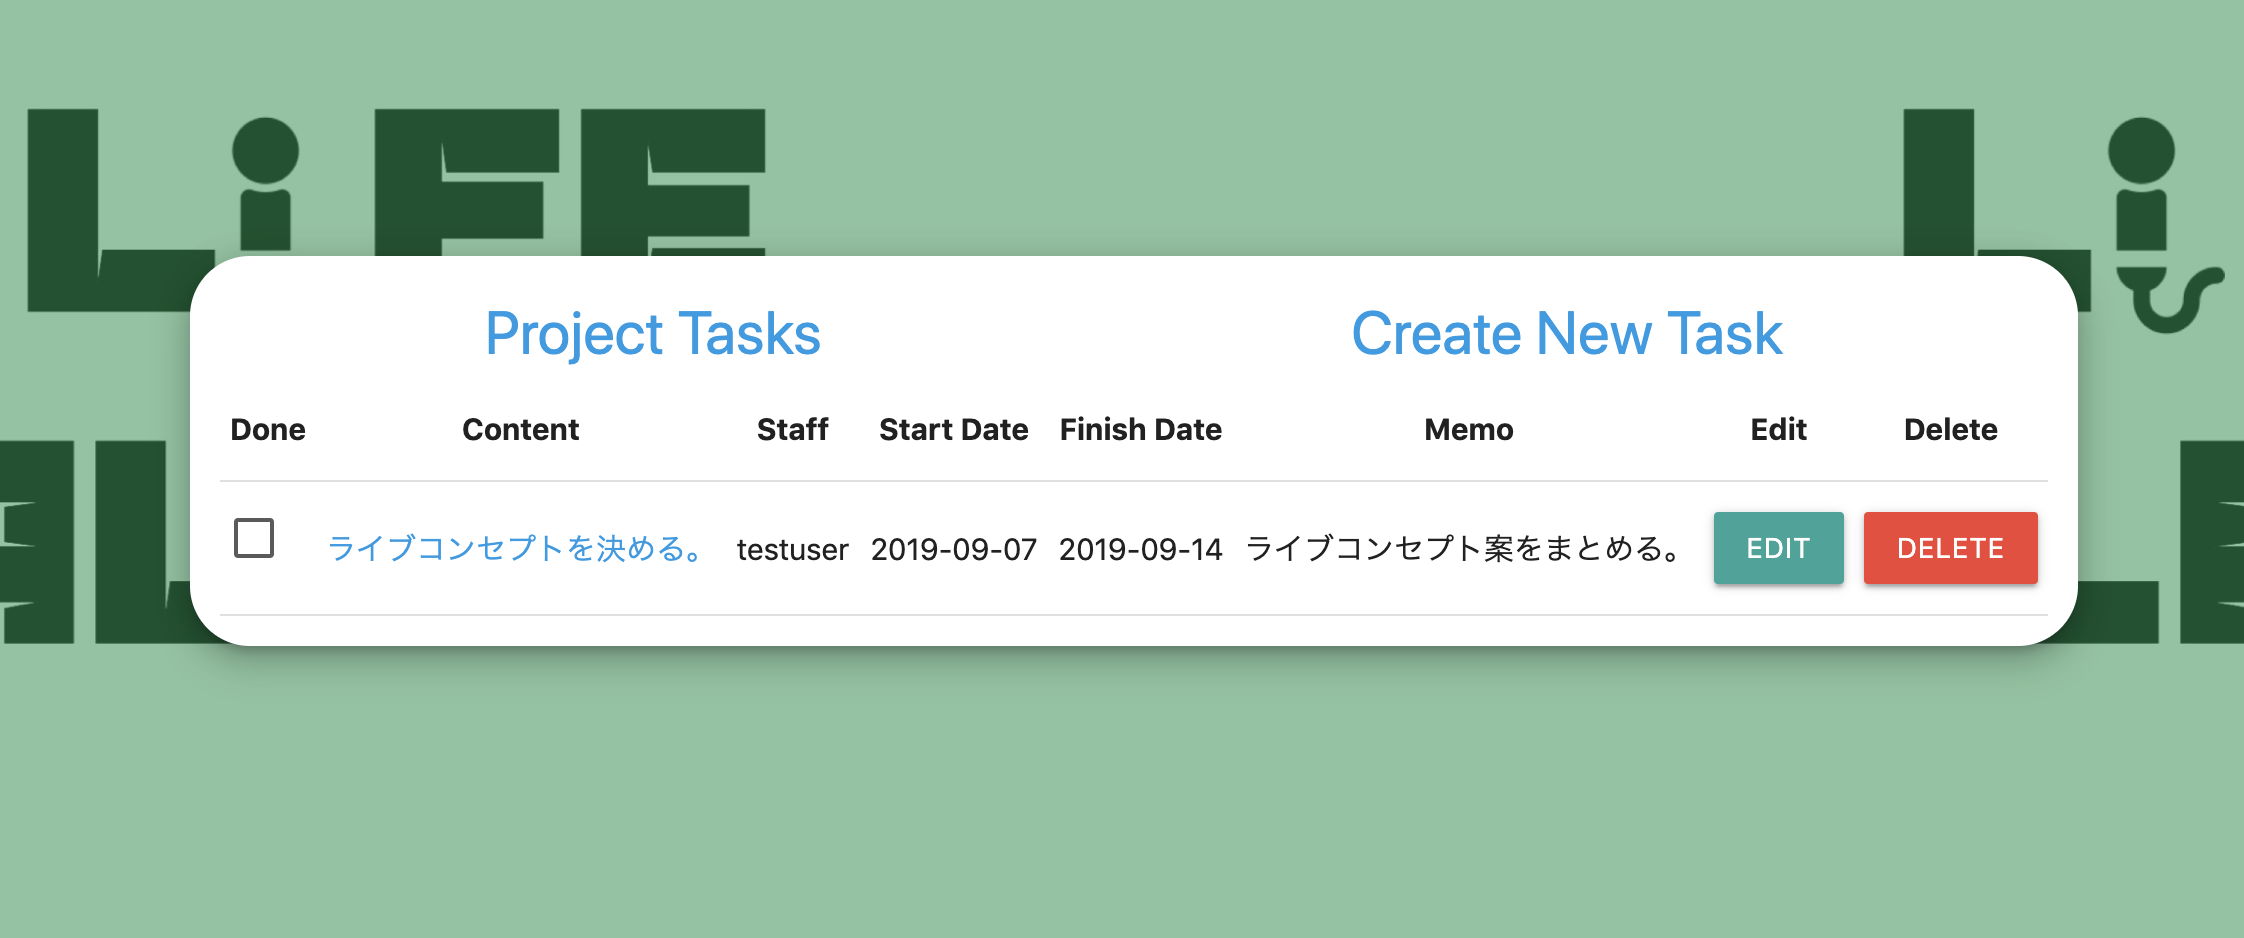 LiFE Li
Project Tasks Create New Task
Done Content Staff Start Date Finish Date Memo Edit Delete
ライブコンセプトを決める。 testuser 2019-09-07 2019-09-14 ライブコンセプト案をまとめる。 EDIT DELETE